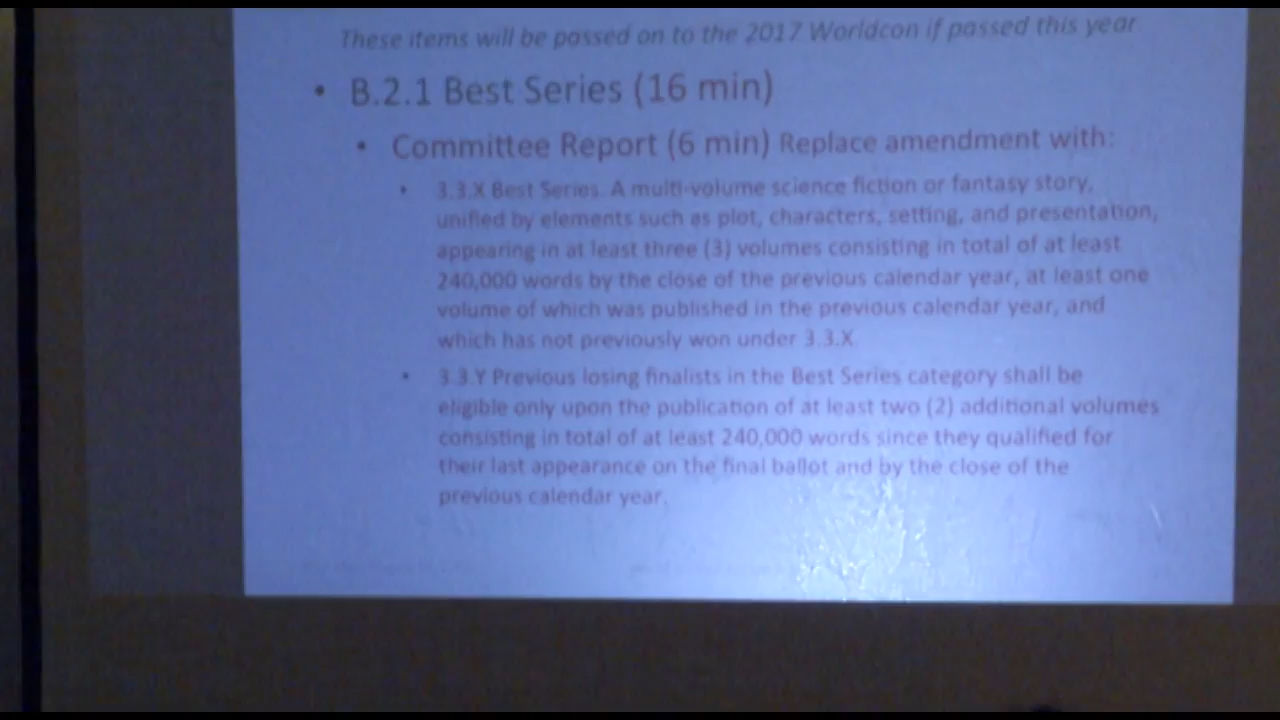 These items will be passed on to the 2017 Worldcon if passed this year
• B.2.1 Best Series (16 min)
• Committee Report (6 min) Replace amendment with:
• 3.3.X Best Series. A multi-volume science fiction or fantasy story,
unified by elements such as plot, characters, setting, and presentation,
appearing in at least three (3) volumes consisting in total of at least
240,000 words by the close of the previous calendar year, at least one
volume of which was published in the previous calendar year, and
which has not previously won under 3.3.X.
• 3.3.Y Previous losing finalists in the Best Series category shall be
eligible only upon the publication of at least two (2) additional volumes
consisting in total of at least 240,000 words since they qualified for
their last appearance on the final ballot and by the close of the
previous calendar year.